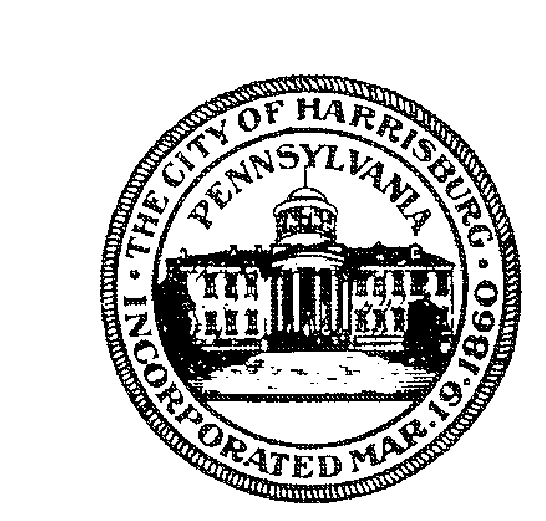 · THE CITY OF HARRISBURG ·
PENNSYLVANIA
INCORPORATED MAR. 19. 1860